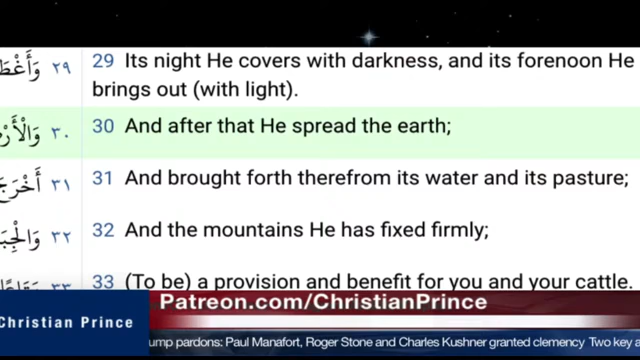 29 Its night He covers with darkness, and its forenoon He
brings out (with light).
٢٩
30 And after that He spread the earth;
٣٠
31 And brought forth therefrom its water and its pasture;
٣١
32 And the mountains He has fixed firmly;
٣٢
33 (To be) a provision and benefit for you and your cattle.
Patreon.com/ChristianPrince
Christian Prince
pardons: Paul Manafort, Roger Stone and Charles Kushner granted clemency Two key